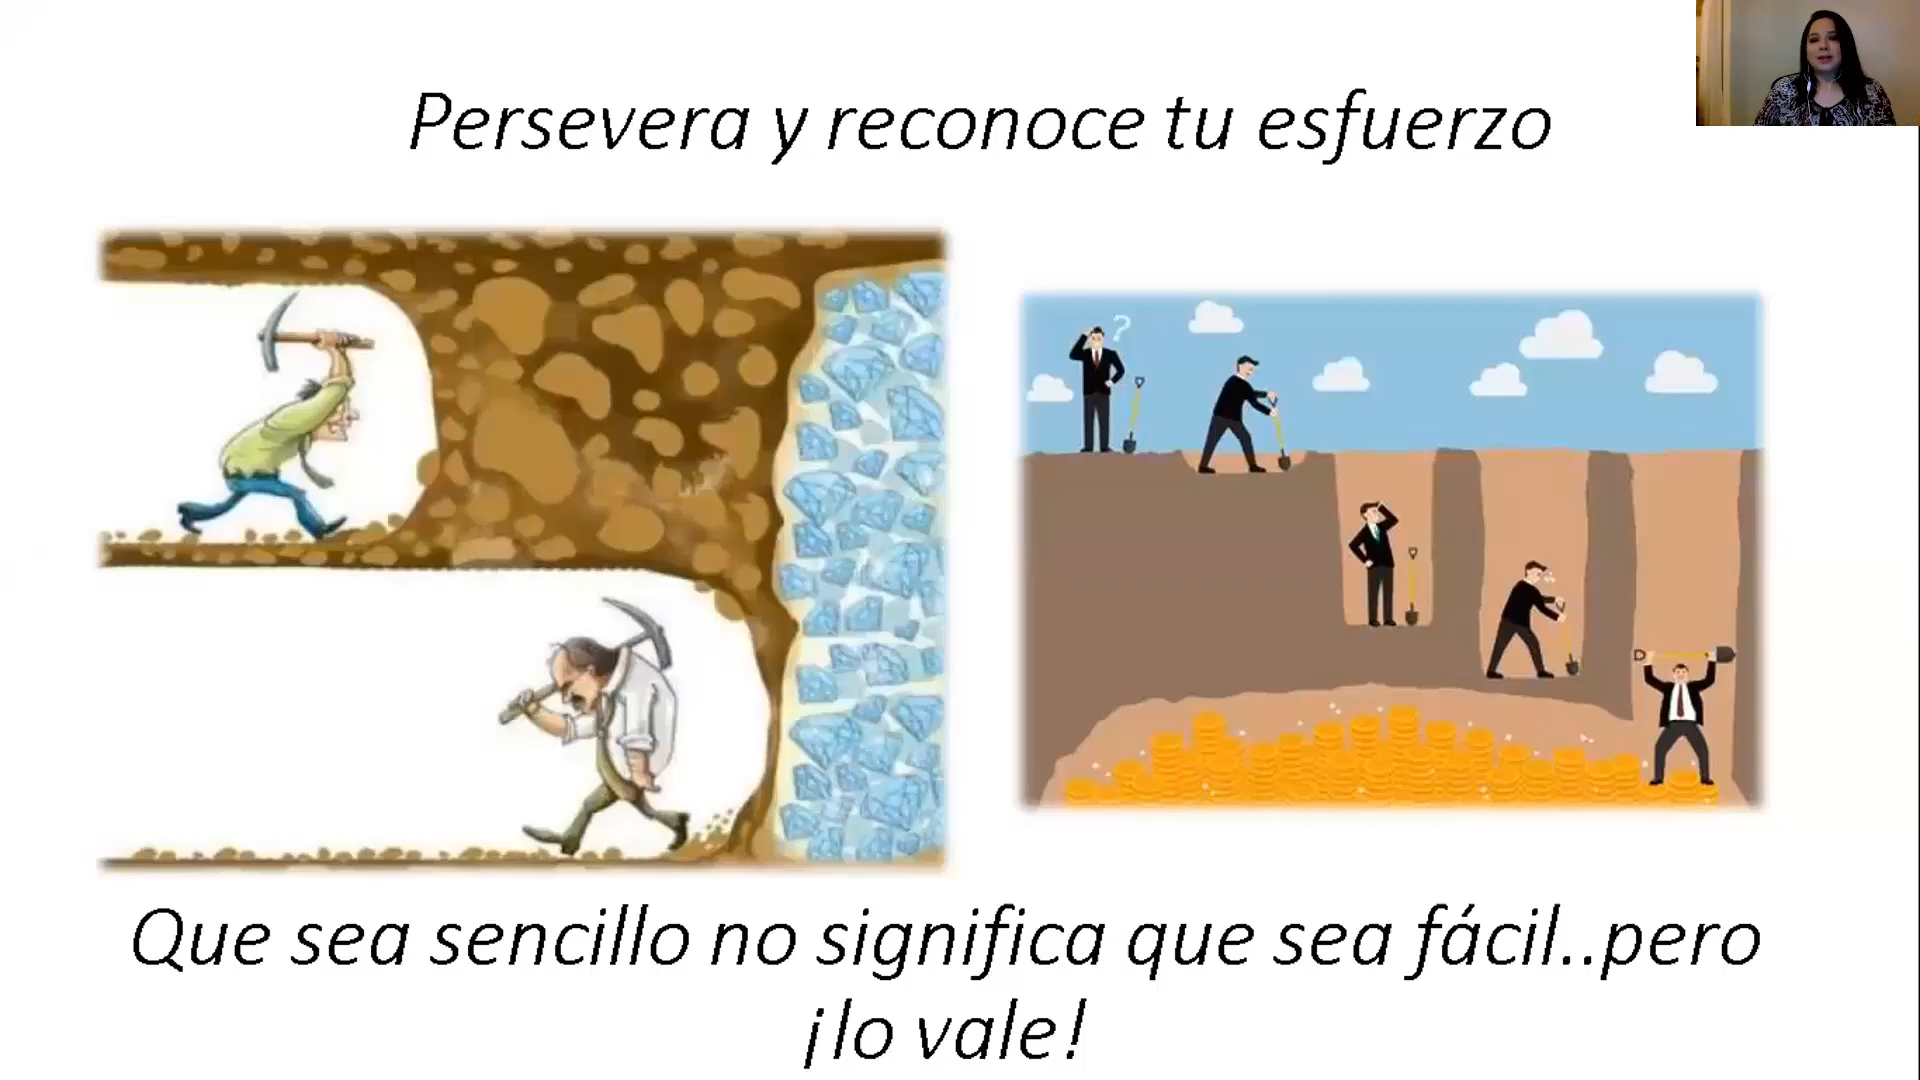 Persevera y reconoce tu esfuerzo
?
Que sea sencillo no significa que sea fácil..pero
¡lo vale!